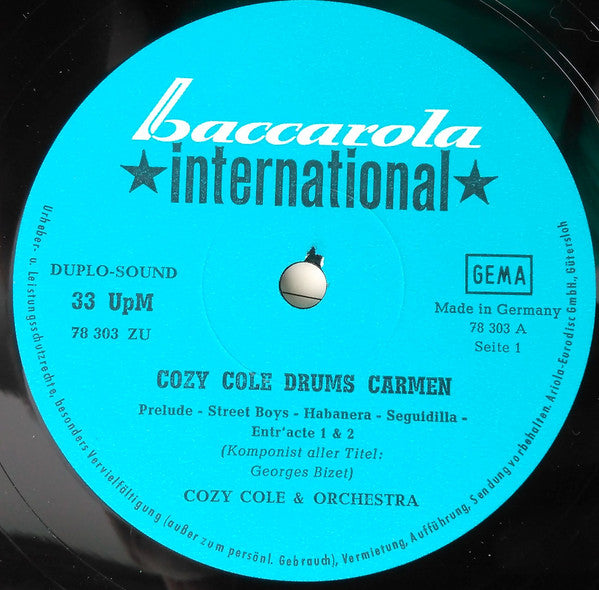 baccarola
★international★
DUPLO-SOUND
33 UpM
78 303 ZU
GEMA
Made in Germany
78 303 A
Seite 1
COZY COLE DRUMS CARMEN
Prelude - Street Boys - Habanera - Seguidilla -
Entr'acte 1 & 2
(Komponist aller Titel:
Georges Bizet)
COZY COLE & ORCHESTRA
Urheber- u. Leistungsschutzrechte, besonders Vervielfältigung (außer zum persönl. Gebrauch), Vermietung, Aufführung, Sendung vorbehalten. Ariola-Eurodisc GmbH., Gütersloh